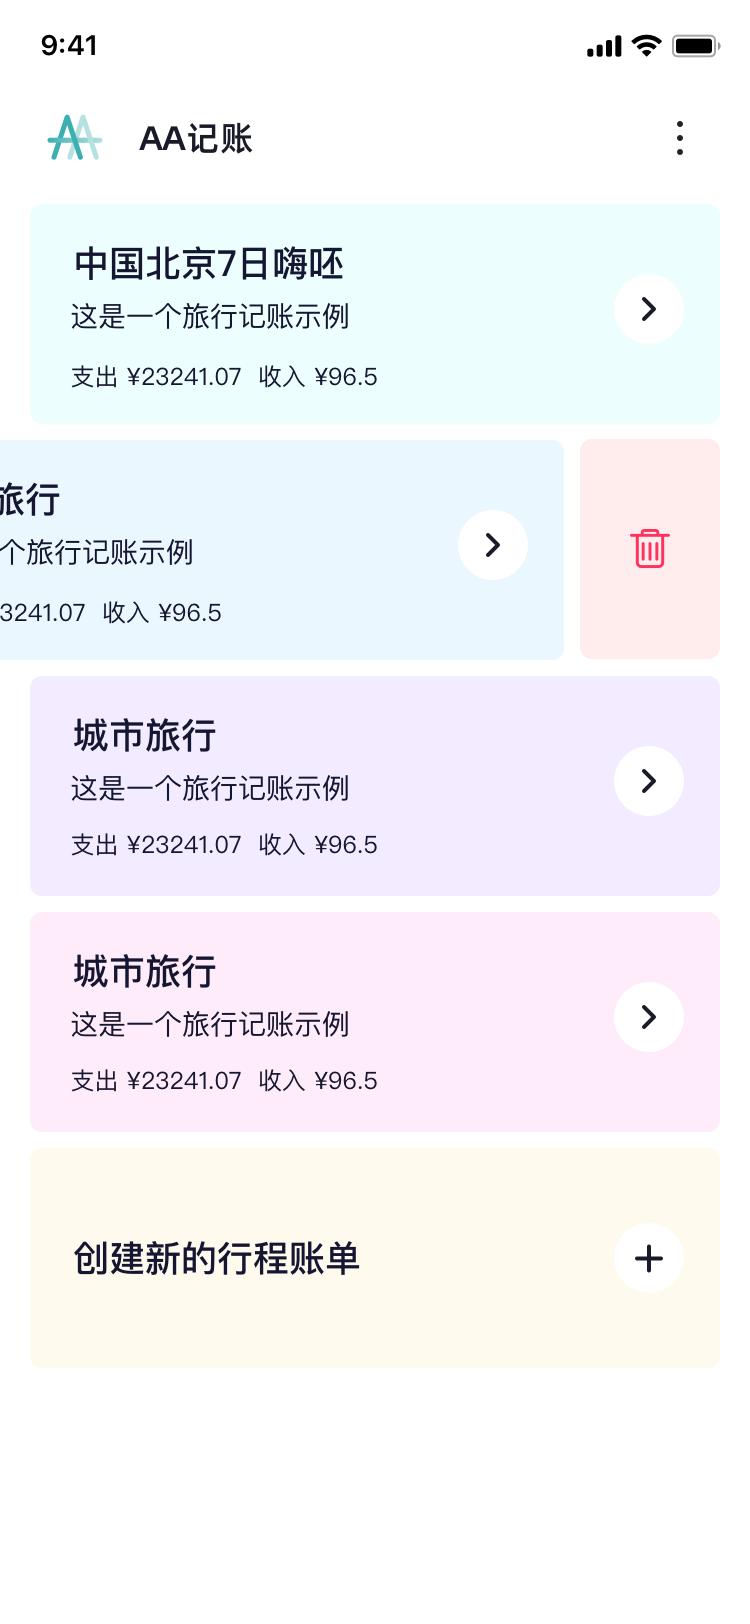 9:41
AA记账
中国北京7日嗨呸
这是一个旅行记账示例
支出 ¥23241.07 收入 ¥96.5
旅行
个旅行记账示例
3241.07 收入 ¥96.5
城市旅行
这是一个旅行记账示例
支出 ¥23241.07 收入 ¥96.5
城市旅行
这是一个旅行记账示例
支出 ¥23241.07 收入 ¥96.5
创建新的行程账单